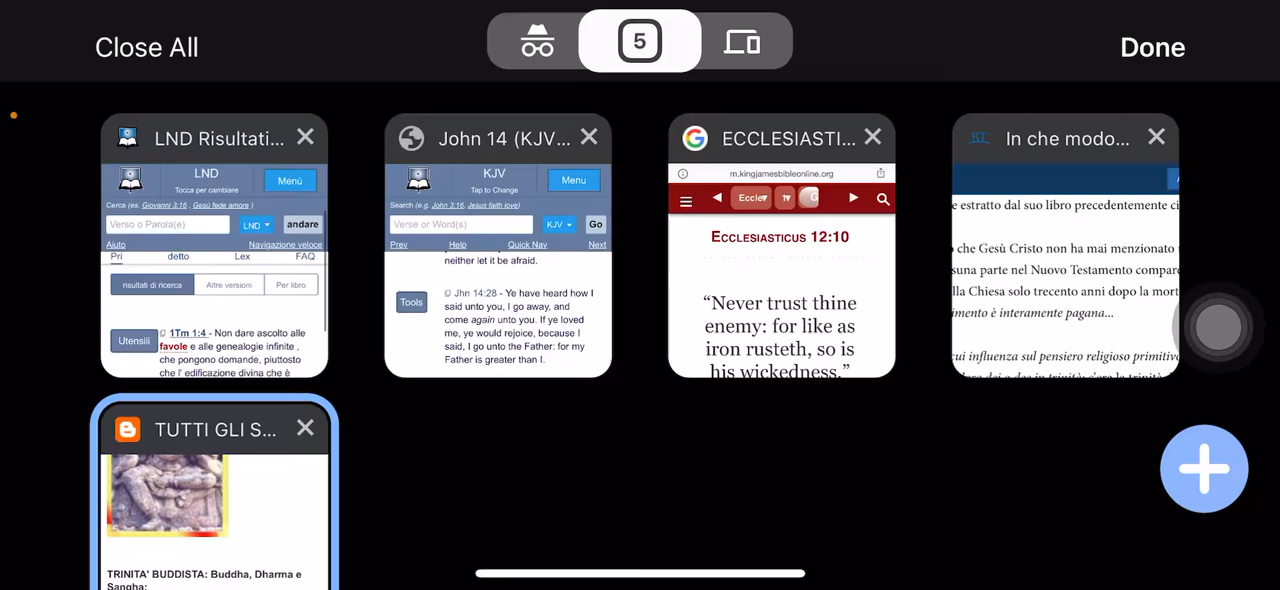 Close All
5
Done
LND Risultati...
LND
Tocca per cambiare
Menù
Cerca (es. Giovanni 3:16 , Gesù fede amore )
Verso o Parola(e)
LND
andare
Aiuto
Navigazione veloce
Pri
detto
Lex
FAQ
risultati di ricerca
Altre versioni
Per libro
Utensili
1Tm 1:4 - Non dare ascolto alle
favole e alle genealogie infinite ,
che pongono domande, piuttosto
che l' edificazione divina che è
John 14 (KJV...
KJV
Tap to Change
Menu
Search (e.g. John 3:16, Jesus faith love)
Verse or Word(s)
KJV
Go
Prev
Help
Quick Nav
Next
neither let it be afraid.
Tools
Jhn 14:28 - Ye have heard how I
said unto you, I go away, and
come again unto you. If ye loved
me, ye would rejoice, because I
said, I go unto the Father: for my
Father is greater than I.
ECCLESIASTI...
m.kingjamesbibleonline.org
Eccle
G
ECCLESIASTICUS 12:10
“Never trust thine
enemy: for like as
iron rusteth, so is
his wickedness.”
In che modo...
e estratto dal suo libro precedentemente ci
che Gesù Cristo non ha mai menzionato
suna parte nel Nuovo Testamento compare
lla Chiesa solo trecento anni dopo la mort
imento è interamente pagana...
cui influenza sul pensiero religioso primitivo
TUTTI GLI S...
TRINITA' BUDDISTA: Buddha, Dharma e
Sangha: